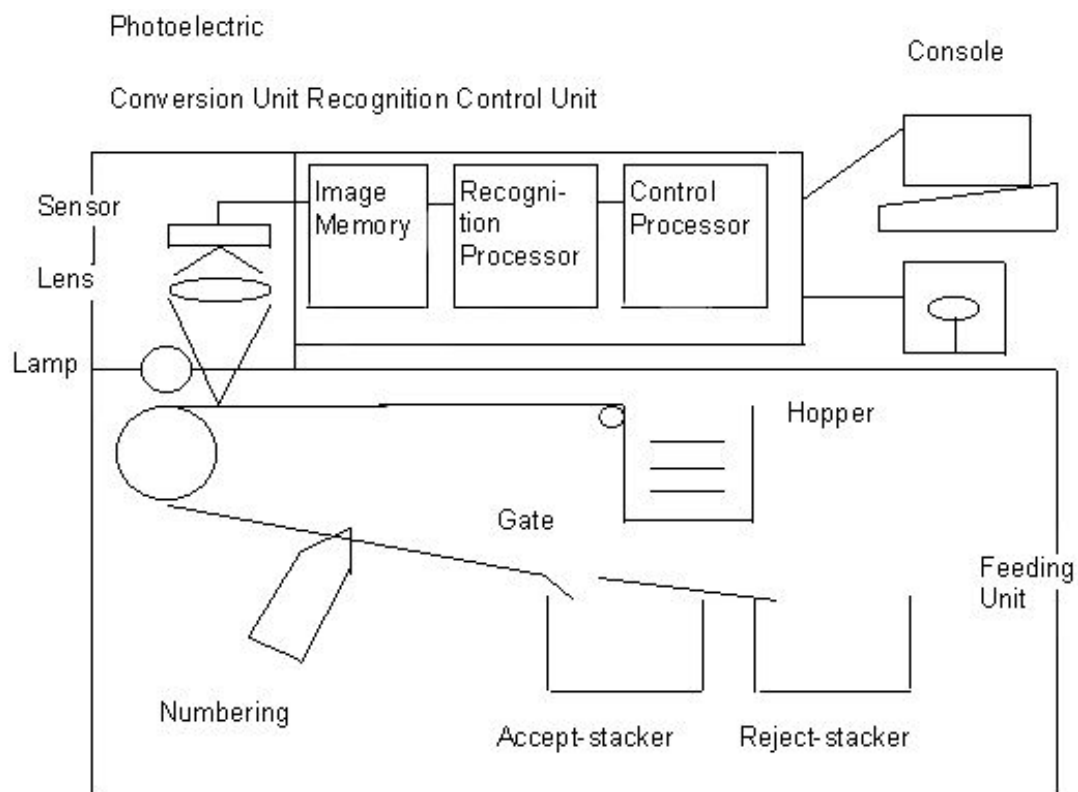 Photoelectric
Console
Conversion Unit Recognition Control Unit
Image
Memory
Recogni-
tion
Processor
Control
Processor
Sensor
Lens
Lamp
Hopper
Gate
Feeding
Unit
Numbering
Accept-stacker
Reject-stacker